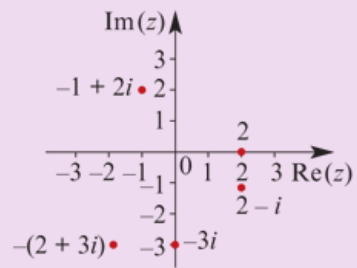 Im(z)
3
−1 + 2i 2
1 2
−3 −2 −1 0 1 2 3 Re(z)
−1
2 − i
−2
−(2 + 3i) −3 −3i